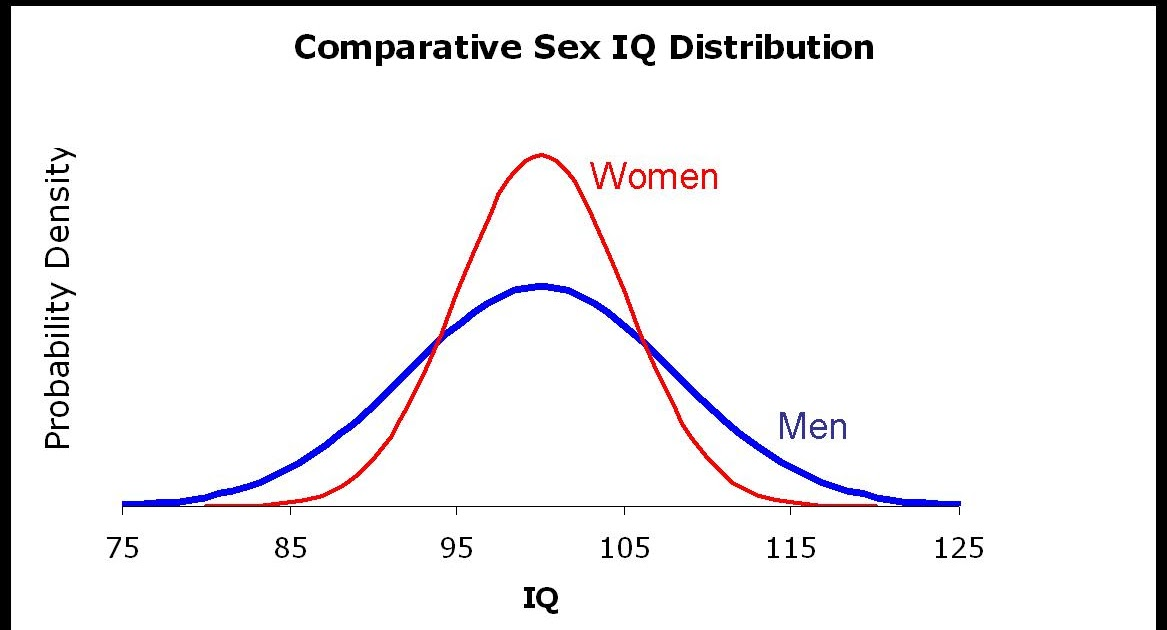 Comparative Sex IQ Distribution
Probability Density
Women
Men
75 85 95 105 115 125
IQ